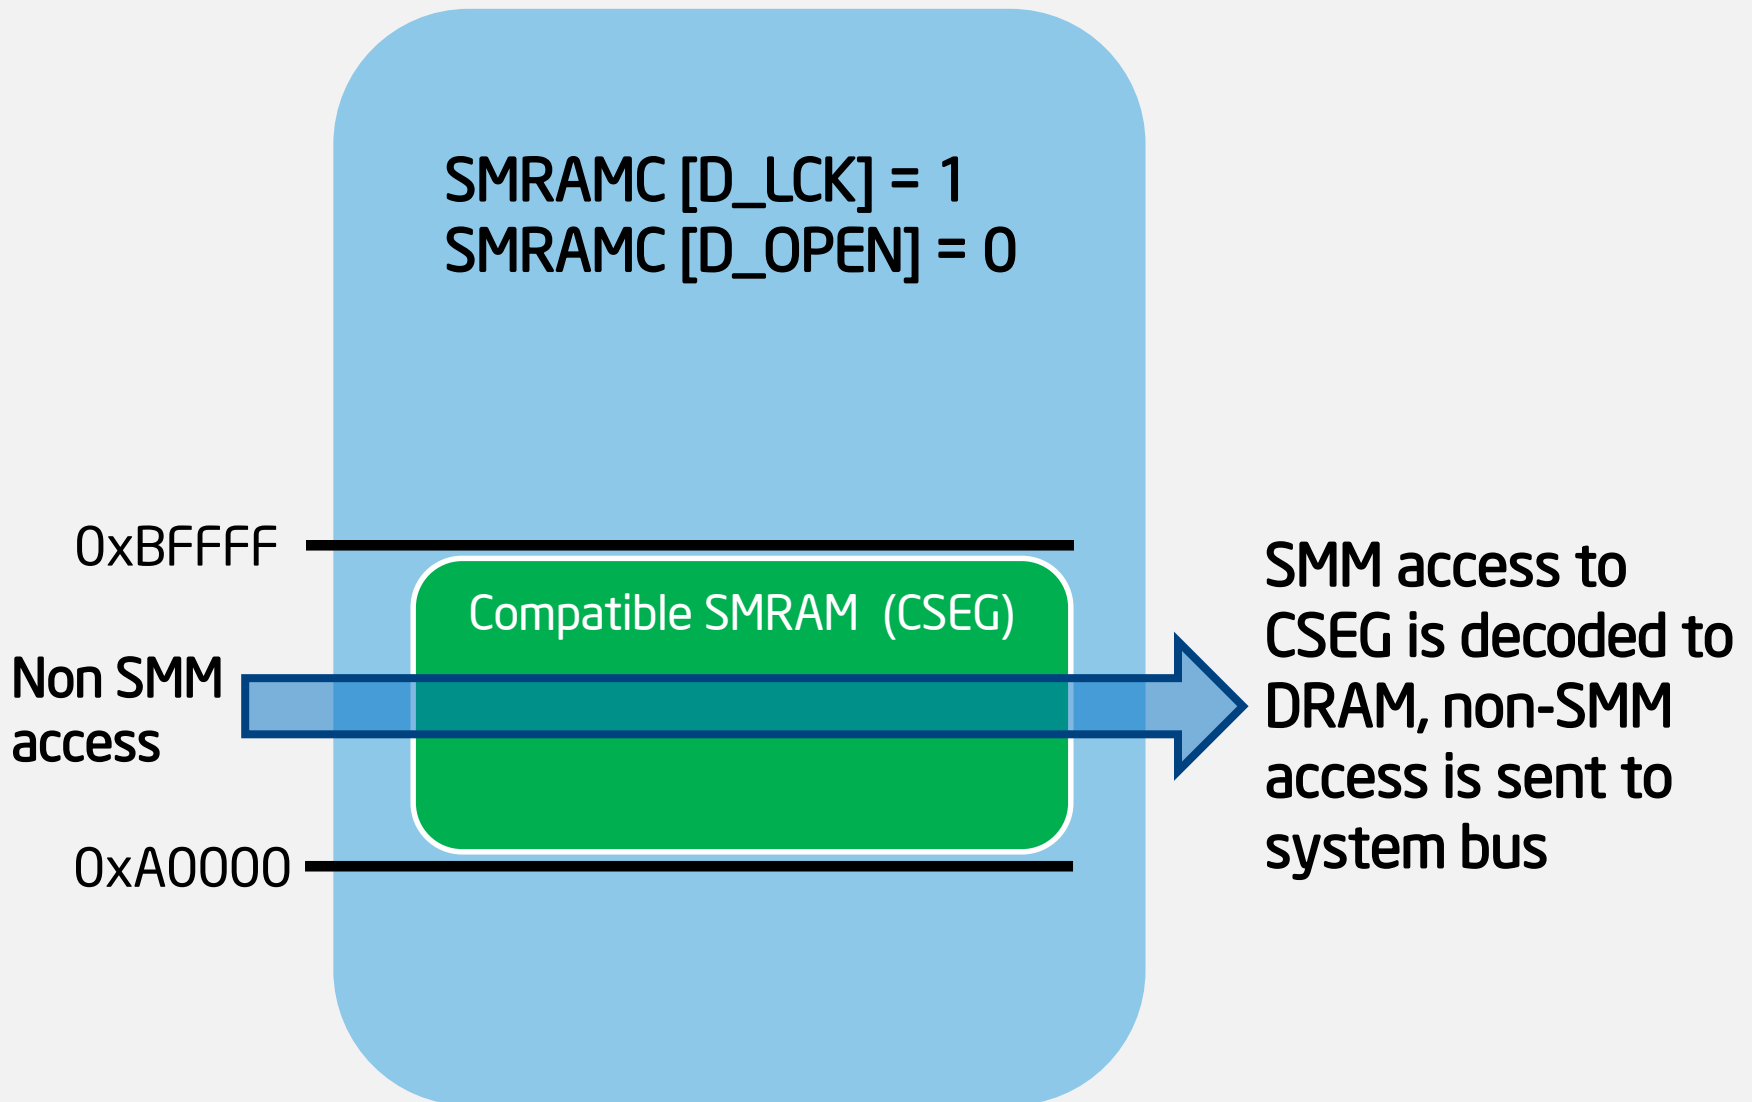 SMRAMC [D_LCK] = 1
SMRAMC [D_OPEN] = 0
0xBFFFF
Compatible SMRAM (CSEG)
Non SMM
access
0xA0000
SMM access to
CSEG is decoded to
DRAM, non-SMM
access is sent to
system bus